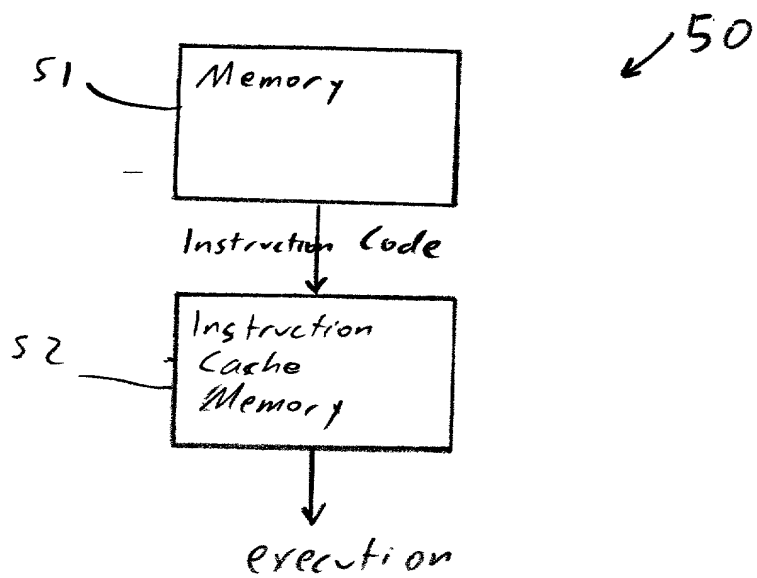 50
51
Memory
Instruction Code
52
Instruction
Cache
Memory
execution